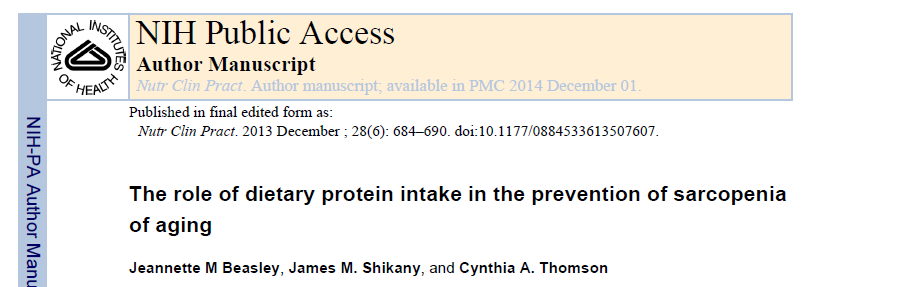 NATIONAL INSTITUTES
OF HEALTH
NIH Public Access
Author Manuscript
Nutr Clin Pract. Author manuscript; available in PMC 2014 December 01.
Published in final edited form as:
Nutr Clin Pract. 2013 December ; 28(6): 684–690. doi:10.1177/0884533613507607.
NIH-PA Author Manu
The role of dietary protein intake in the prevention of sarcopenia
of aging
Jeannette M Beasley, James M. Shikany, and Cynthia A. Thomson